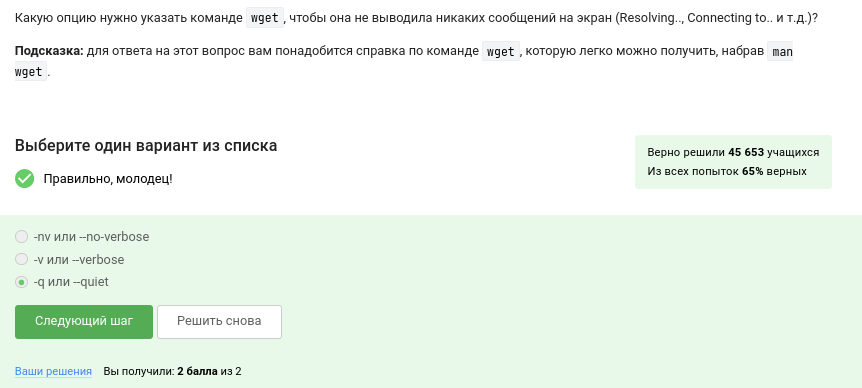 Какую опцию нужно указать команде wget, чтобы она не выводила никаких сообщений на экран (Resolving.., Connecting to.. и т.д.)?
Подсказка: для ответа на этот вопрос вам понадобится справка по команде wget, которую легко можно получить, набрав man
wget.
Выберите один вариант из списка
Правильно, молодец!
Верно решили 45 653 учащихся
Из всех попыток 65% верных
-nv или --no-verbose
-v или --verbose
-q или --quiet
Следующий шаг
Решить снова
Ваши решения
Вы получили: 2 балла из 2